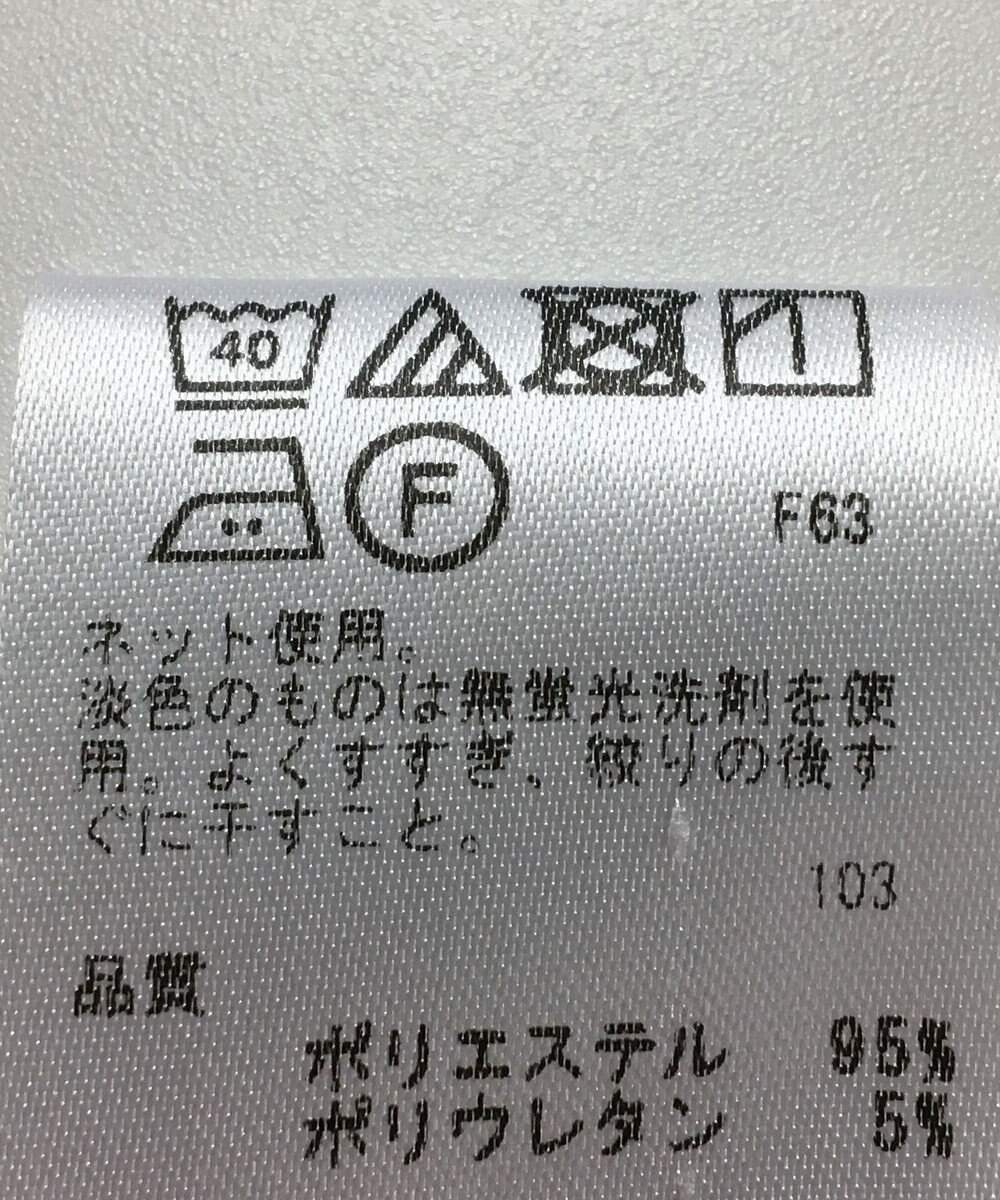 40
F
F63
ネット使用。
淡色のものは無蛍光洗剤を使
用。よくすすぎ、絞りの後す
ぐに干すこと。
103
品質
ポリエステル 95%
ポリウレタン 5%